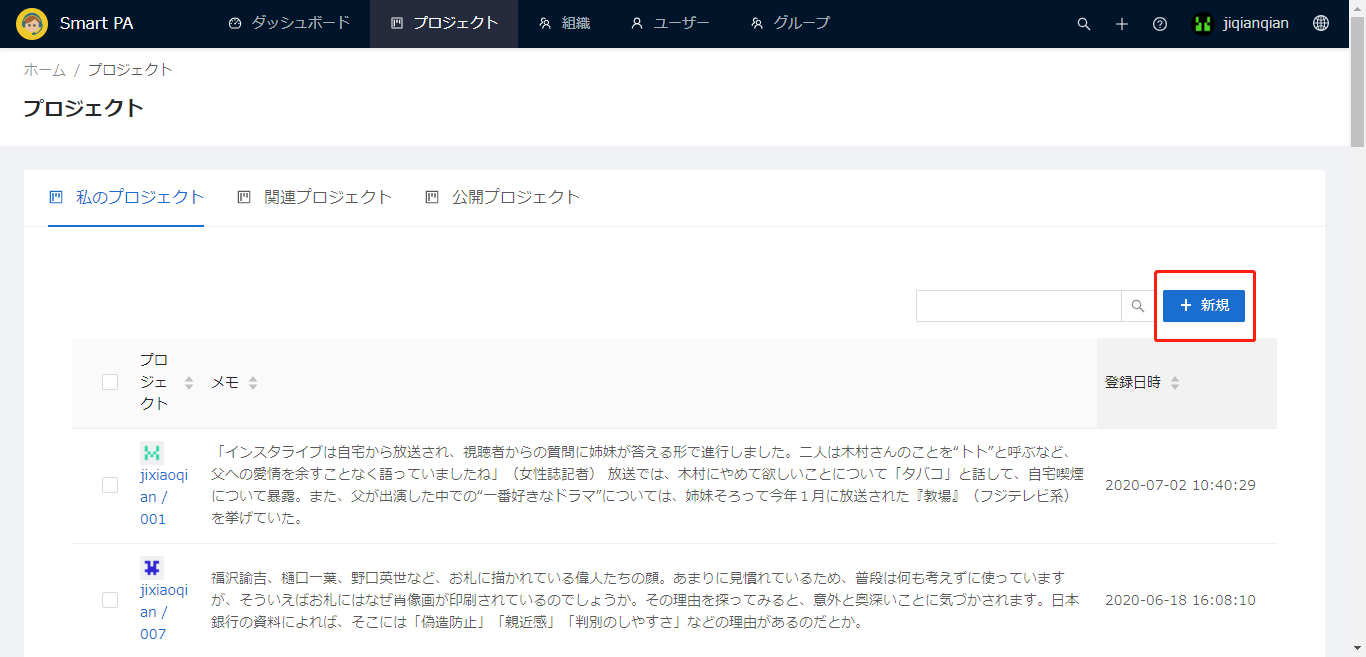 Smart PA ダッシュボード プロジェクト 組織 ユーザー グループ jiqianqian
ホーム / プロジェクト
プロジェクト
私のプロジェクト 関連プロジェクト 公開プロジェクト
+ 新規
プロ
ジェ
クト
メモ
登録日時
jixiaoqi
an /
001
「インスタライブは自宅から放送され、視聴者からの質問に姉妹が答える形で進行しました。二人は木村さんのことを“トト”と呼ぶなど、
父への愛情を余すことなく語っていましたね」（女性誌記者） 放送では、木村にやめて欲しいことについて「タバコ」と話して、自宅喫煙
について暴露。また、父が出演した中での“一番好きなドラマ”については、姉妹そろって今年１月に放送された『教場』（フジテレビ系）
を挙げていた。
2020-07-02 10:40:29
jixiaoqi
an /
007
福沢諭吉、樋口一葉、野口英世など、お札に描かれている偉人たちの顔。あまりに見慣れているため、普段は何も考えずに使っています
が、そういえばお札にはなぜ肖像画が印刷されているのでしょうか。その理由を探ってみると、意外と奥深いことに気づかされます。日本
銀行の資料によれば、そこには「偽造防止」「親近感」「判別のしやすさ」などの理由があるのだとか。
2020-06-18 16:08:10